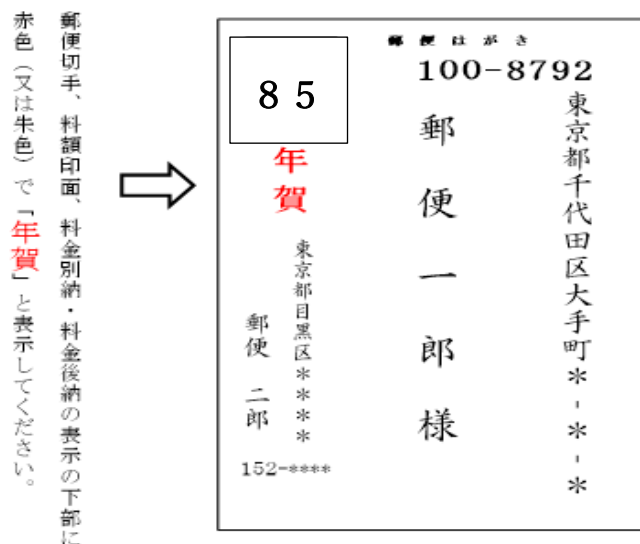 郵便切手、料額印面、料金別納・料金後納の表示の下部に
赤色（又は朱色）で「年賀」と表示してください。
郵便はがき
100-8792
85
年賀
東京都千代田区大手町＊-＊-＊
郵便一郎様
東京都目黒区＊＊＊＊
郵便 二郎
152-****